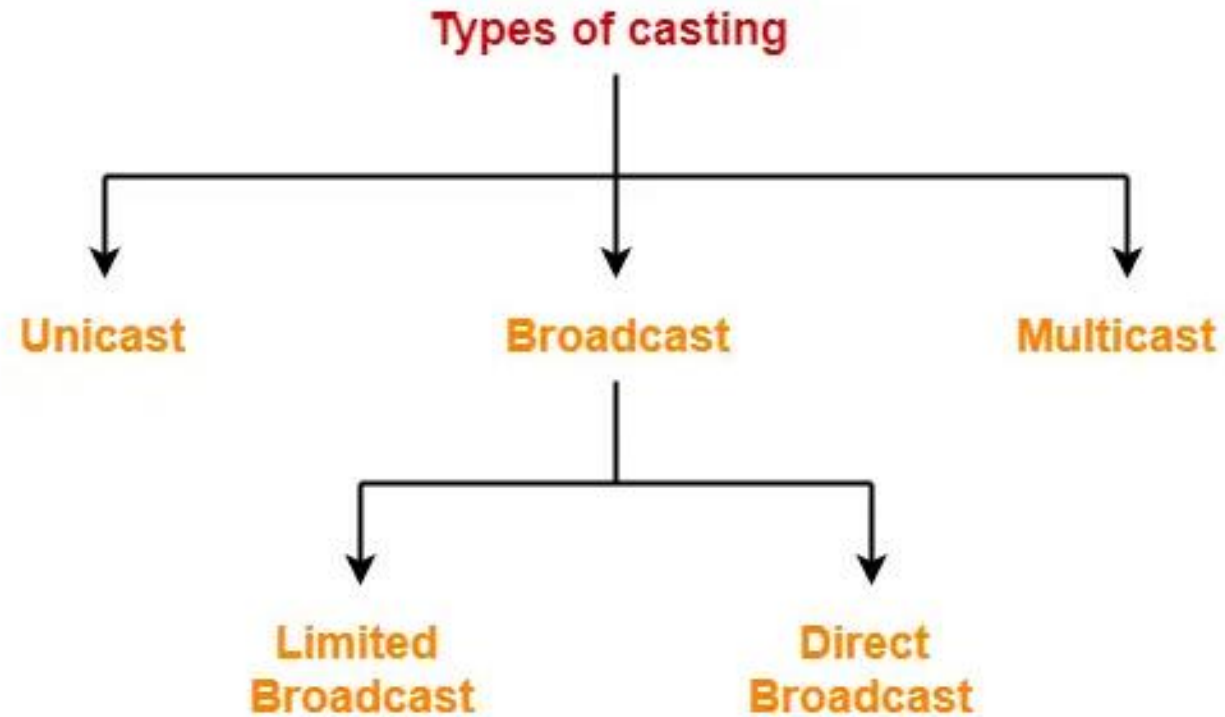 Types of casting
Unicast
Broadcast
Multicast
Limited
Broadcast
Direct
Broadcast